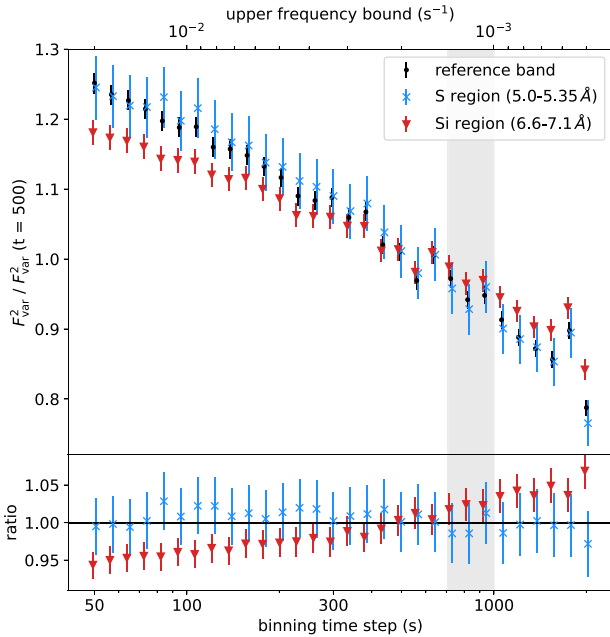 upper frequency bound (s⁻¹)
10⁻² 10⁻³
1.3
1.2
1.1
1.0
0.9
0.8
F²var / F²var (t = 500)
reference band
S region (5.0-5.35 Å)
Si region (6.6-7.1 Å)
1.05
1.00
0.95
ratio
50 100 300 1000
binning time step (s)